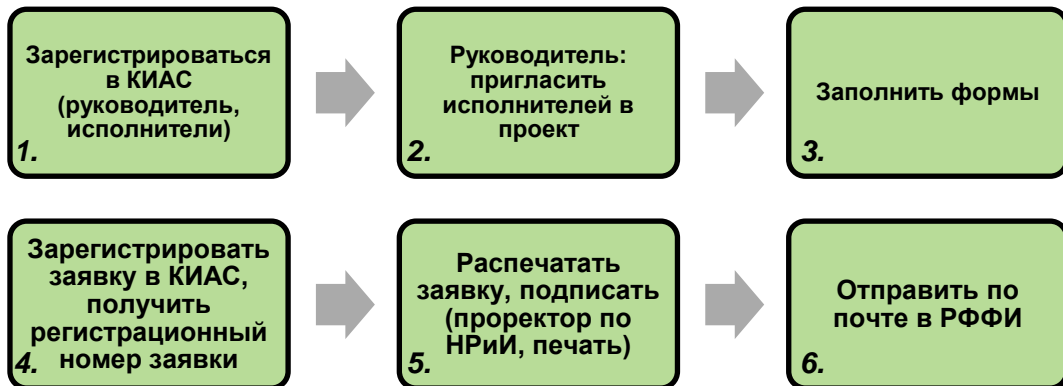 Зарегистрироваться
в КИАС
(руководитель,
исполнители)
1.
Руководитель:
пригласить
исполнителей в
проект
2.
Заполнить формы
3.
Зарегистрировать
заявку в КИАС,
получить
регистрационный
номер заявки
4.
Распечатать
заявку, подписать
(проректор по
НРиИ, печать)
5.
Отправить по
почте в РФФИ
6.